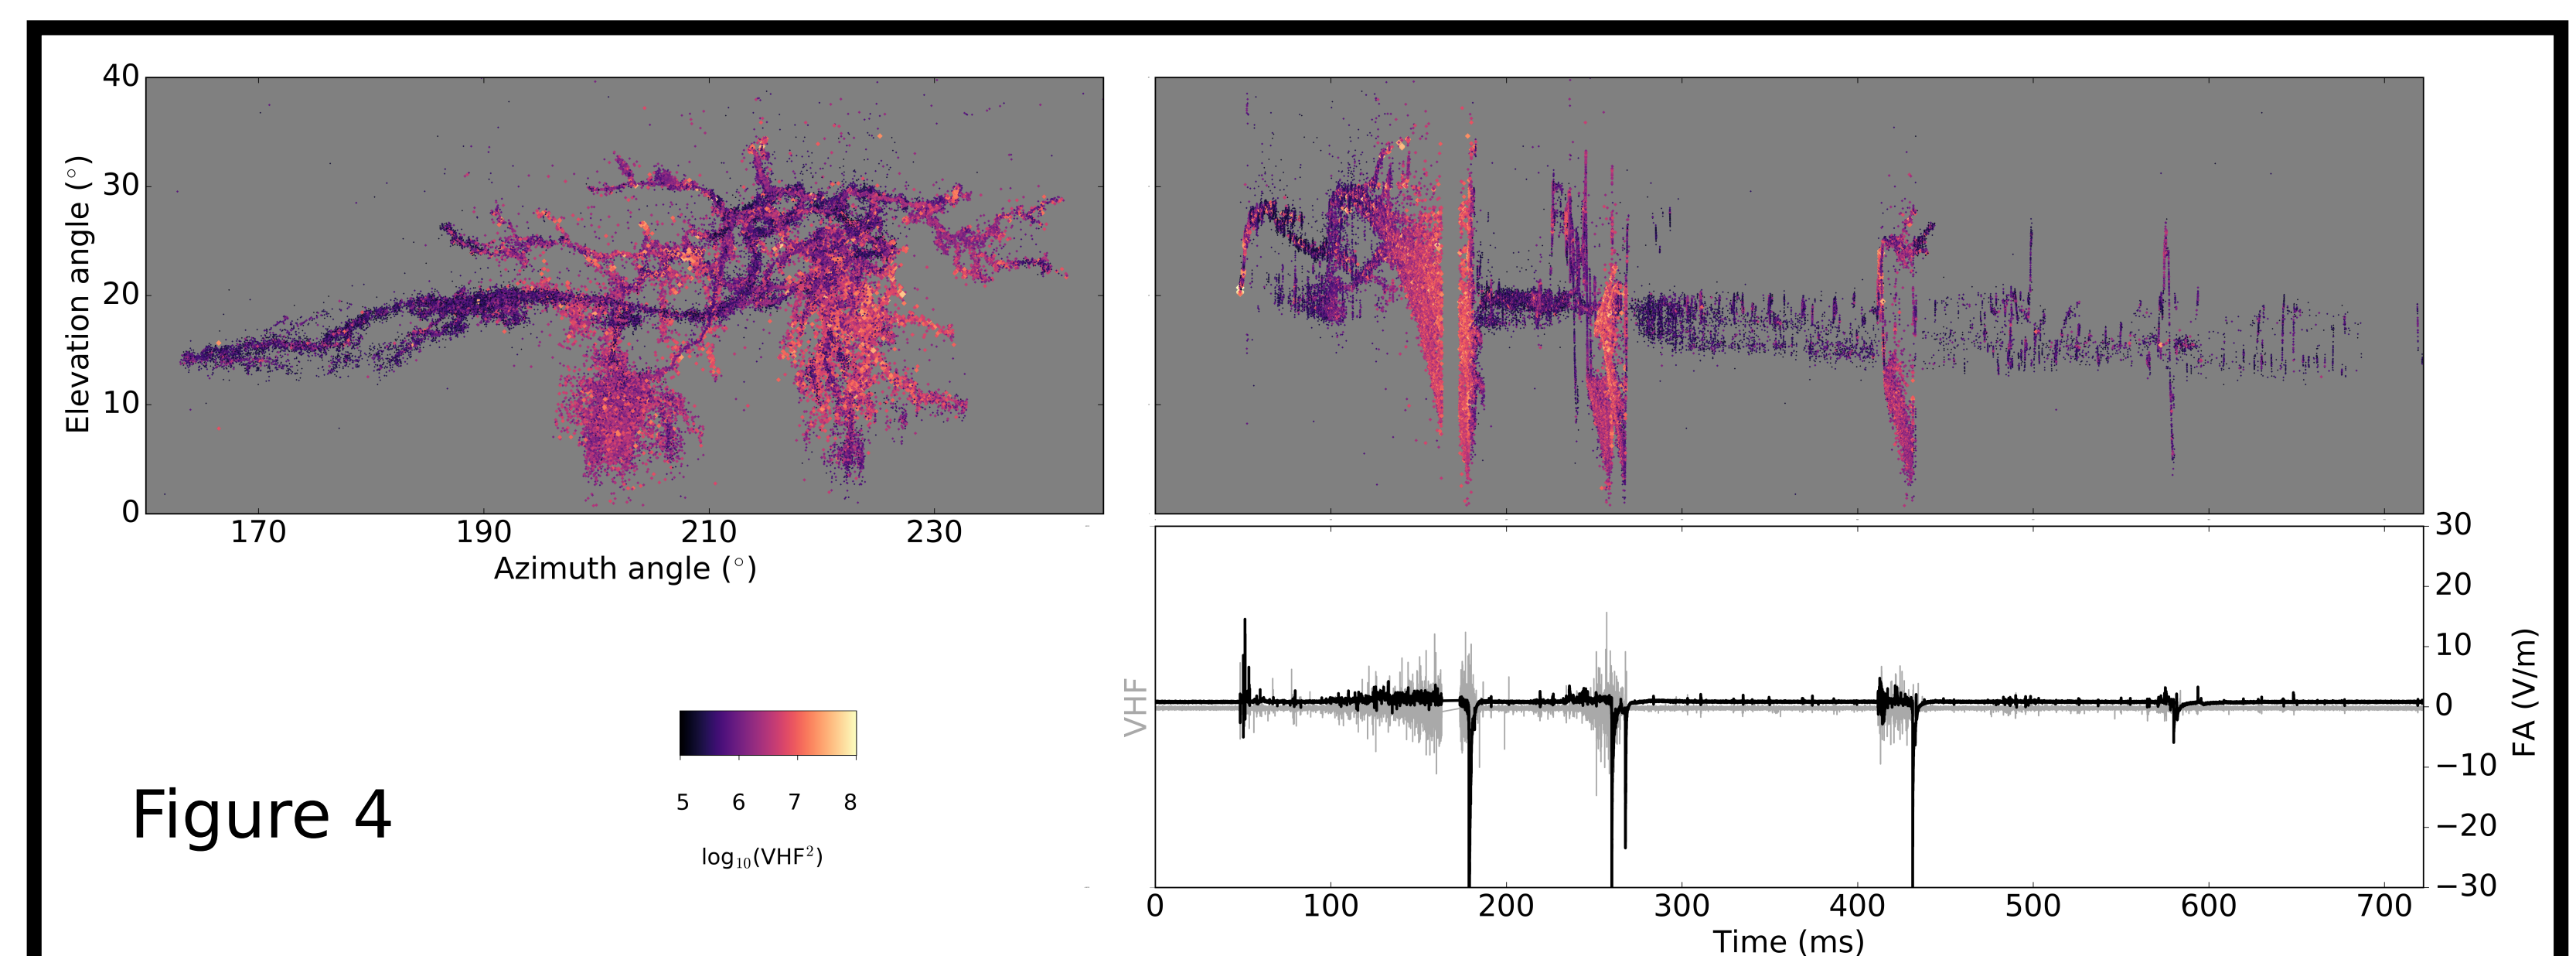 40
30
20
10
0
Elevation angle (°)
170 190 210 230
Azimuth angle (°)
5 6 7 8
log₁₀(VHF²)
Figure 4
VHF
30
20
10
0
−10
−20
−30
FA (V/m)
0 100 200 300 400 500 600 700
Time (ms)